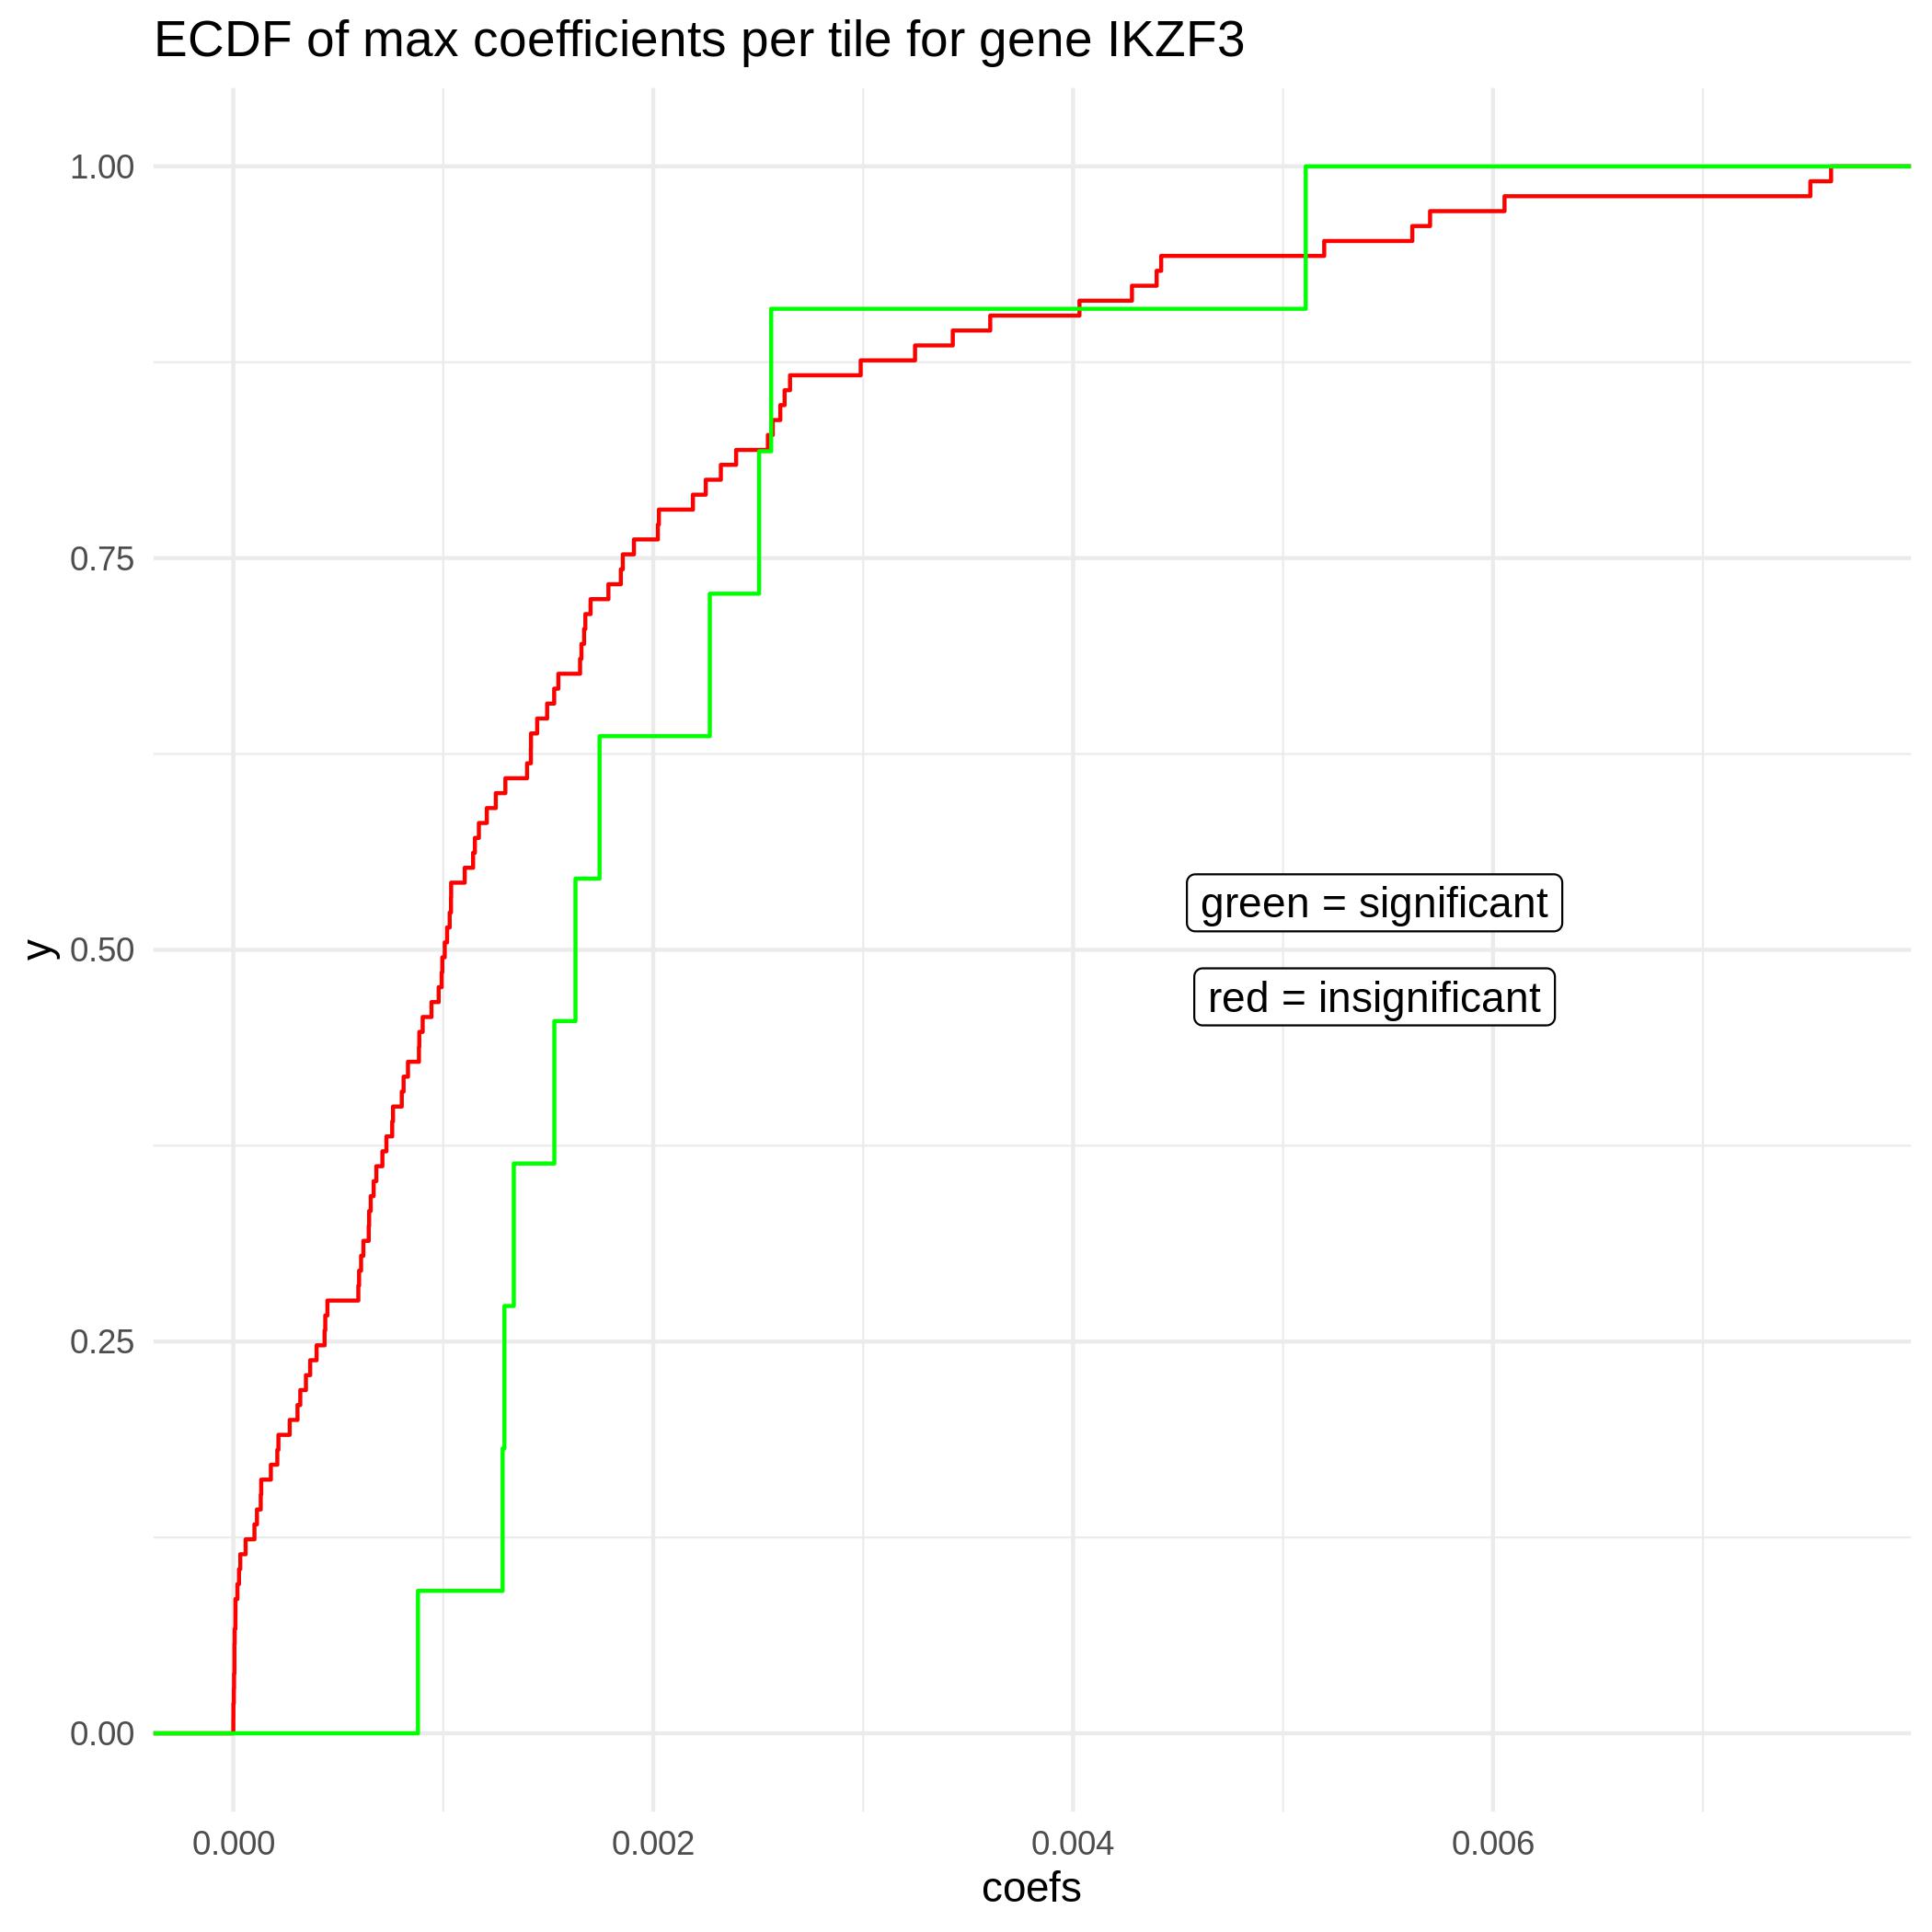 ECDF of max coefficients per tile for gene IKZF3
1.00
0.75
0.50
0.25
0.00
y
green = significant
red = insignificant
0.000 0.002 0.004 0.006
coefs